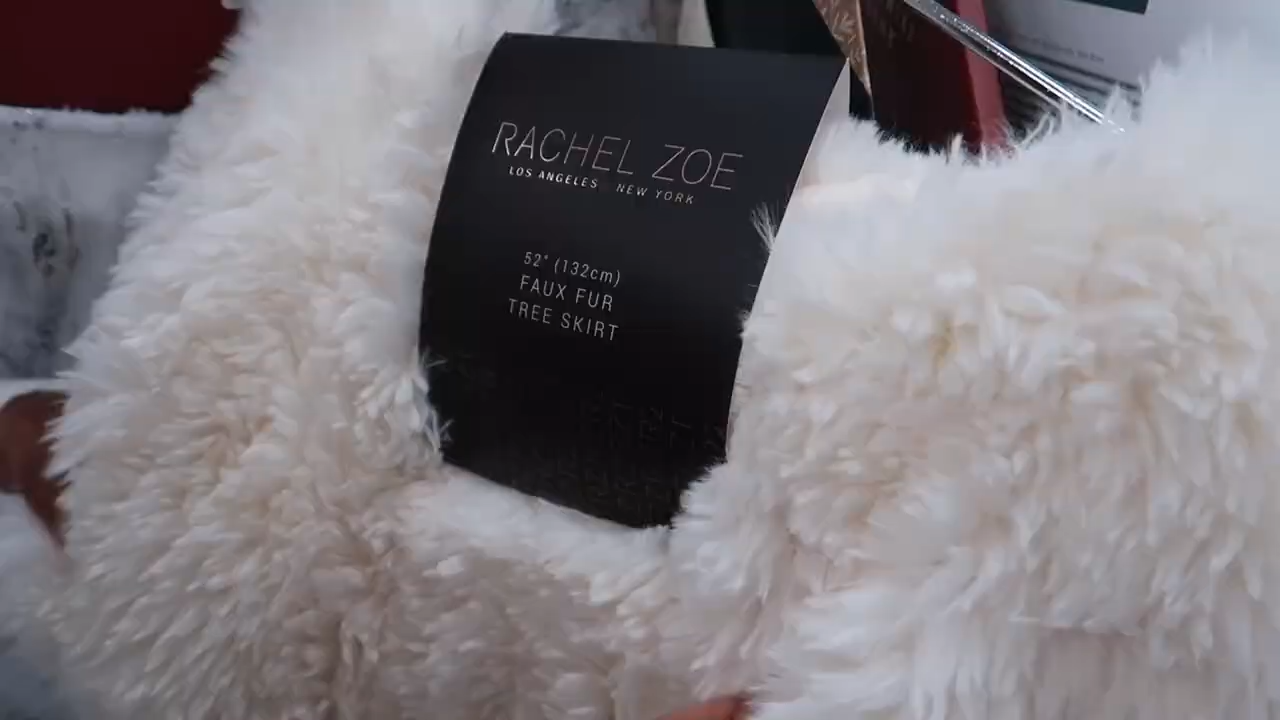 RACHEL ZOE
LOS ANGELES NEW YORK
52" (132cm)
FAUX FUR
TREE SKIRT